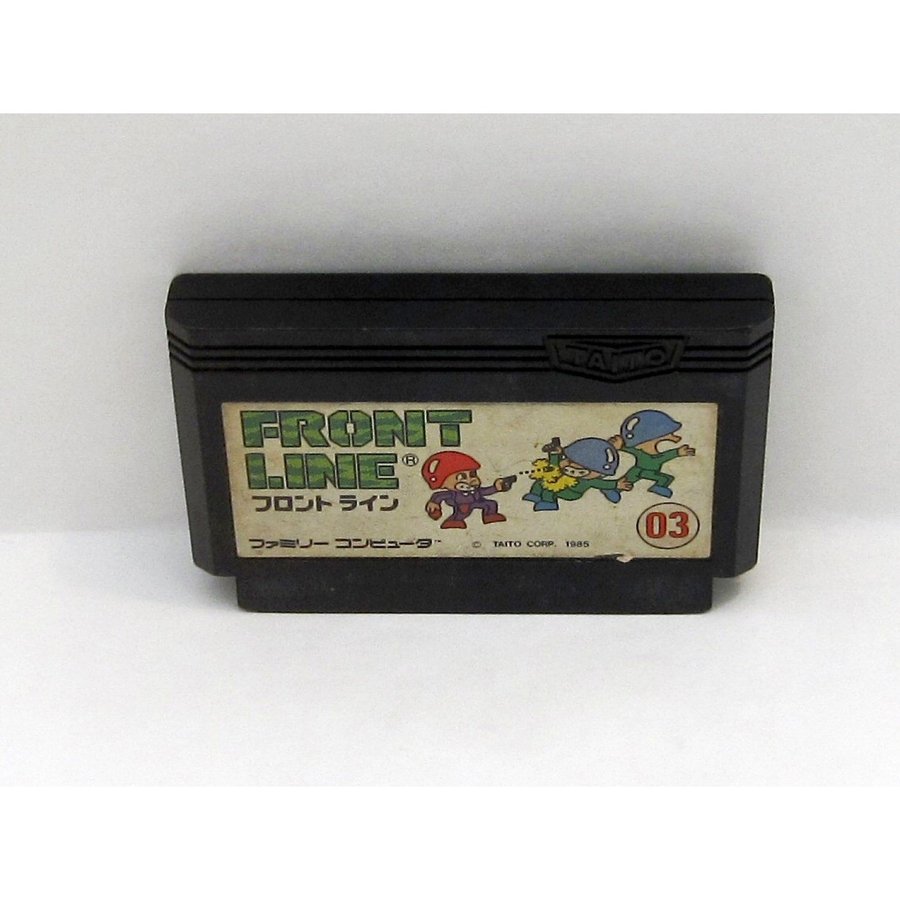 TAITO
FRONT
LINE®
フロント ライン
03
ファミリー コンピュータ™
© TAITO CORP. 1985